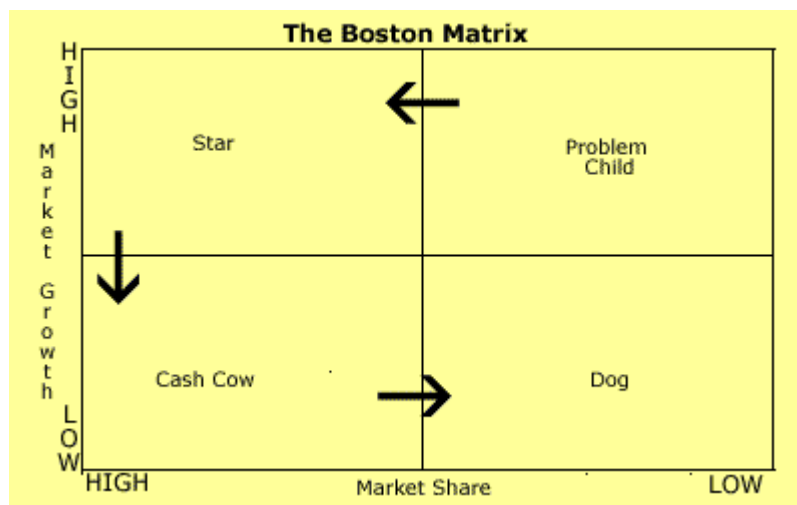 The Boston Matrix
HIGH
Market Growth
LOW
Star
Problem
Child
Cash Cow
Dog
HIGH
Market Share
LOW